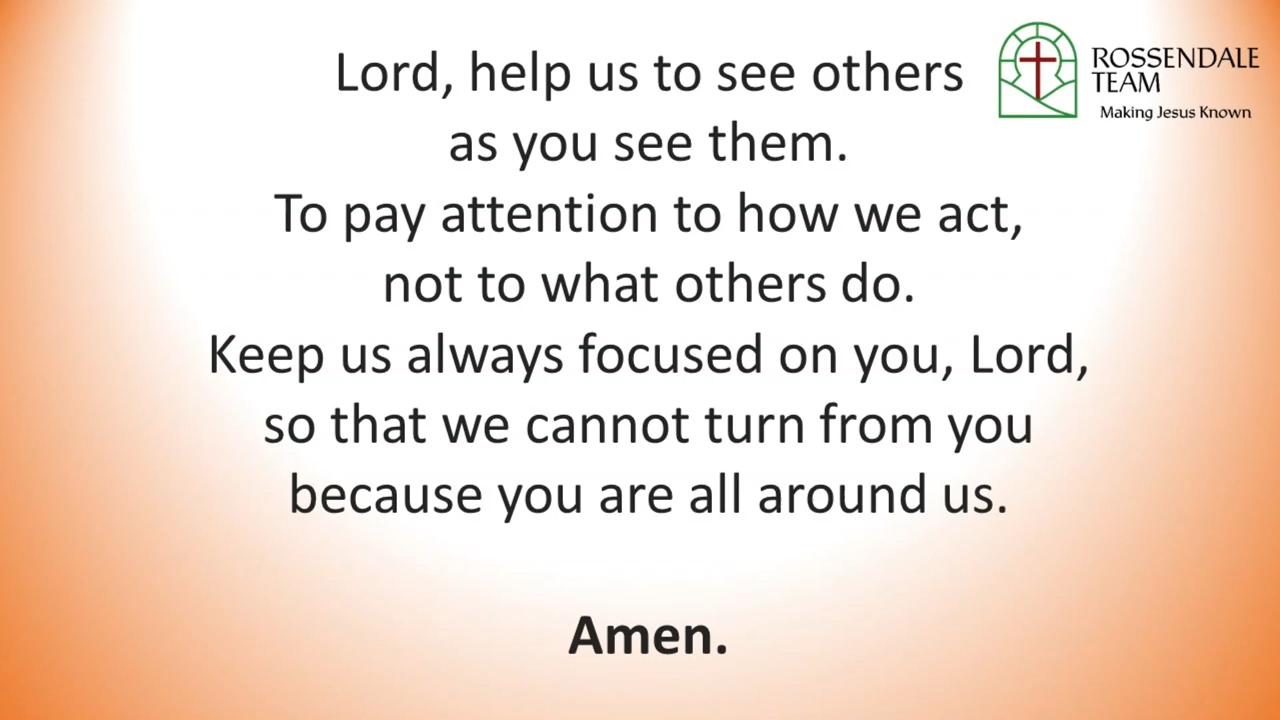 Lord, help us to see others
as you see them.
To pay attention to how we act,
not to what others do.
Keep us always focused on you, Lord,
so that we cannot turn from you
because you are all around us.
Amen.
ROSSENDALE
TEAM
Making Jesus Known